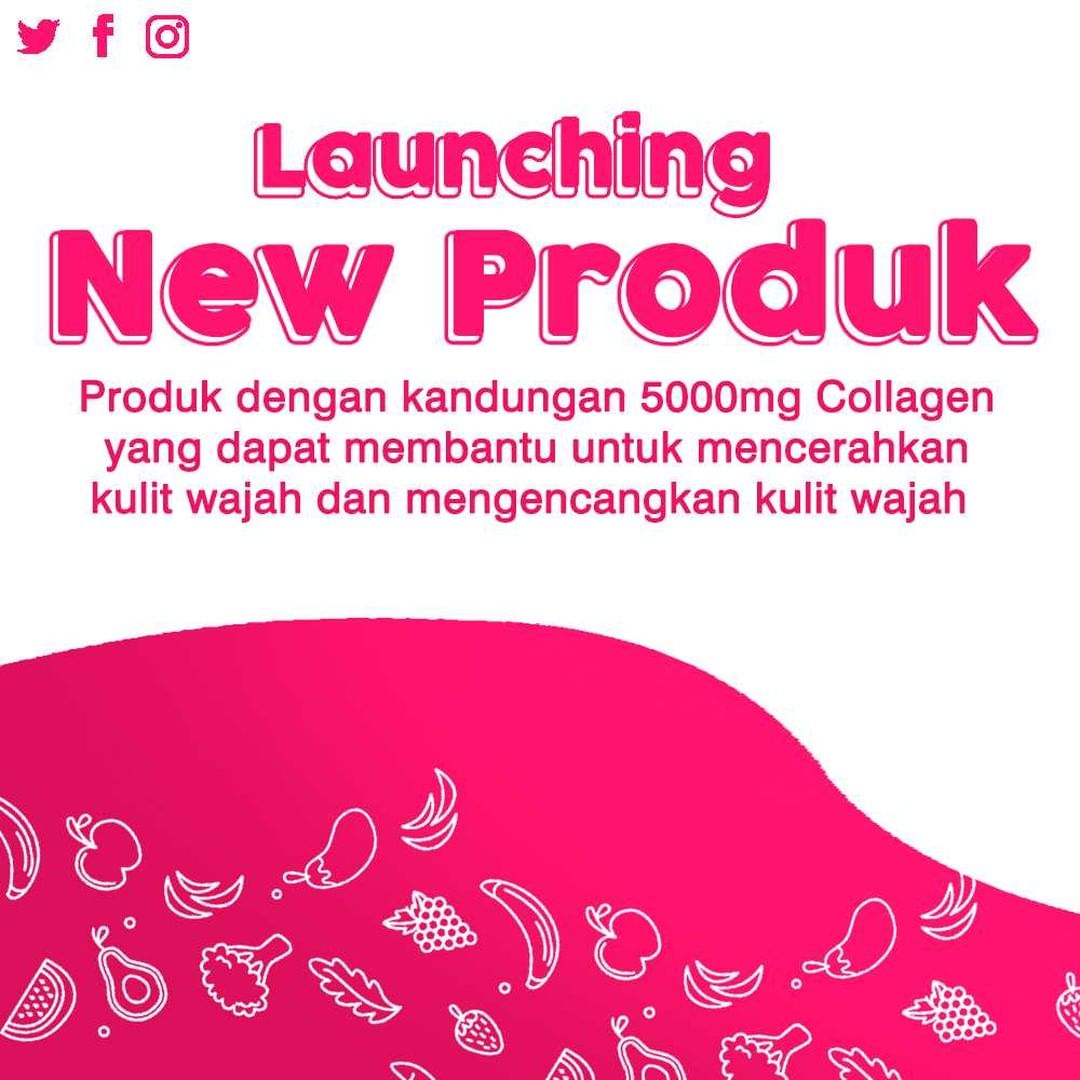 Launching
New Produk
Produk dengan kandungan 5000mg Collagen
yang dapat membantu untuk mencerahkan
kulit wajah dan mengencangkan kulit wajah